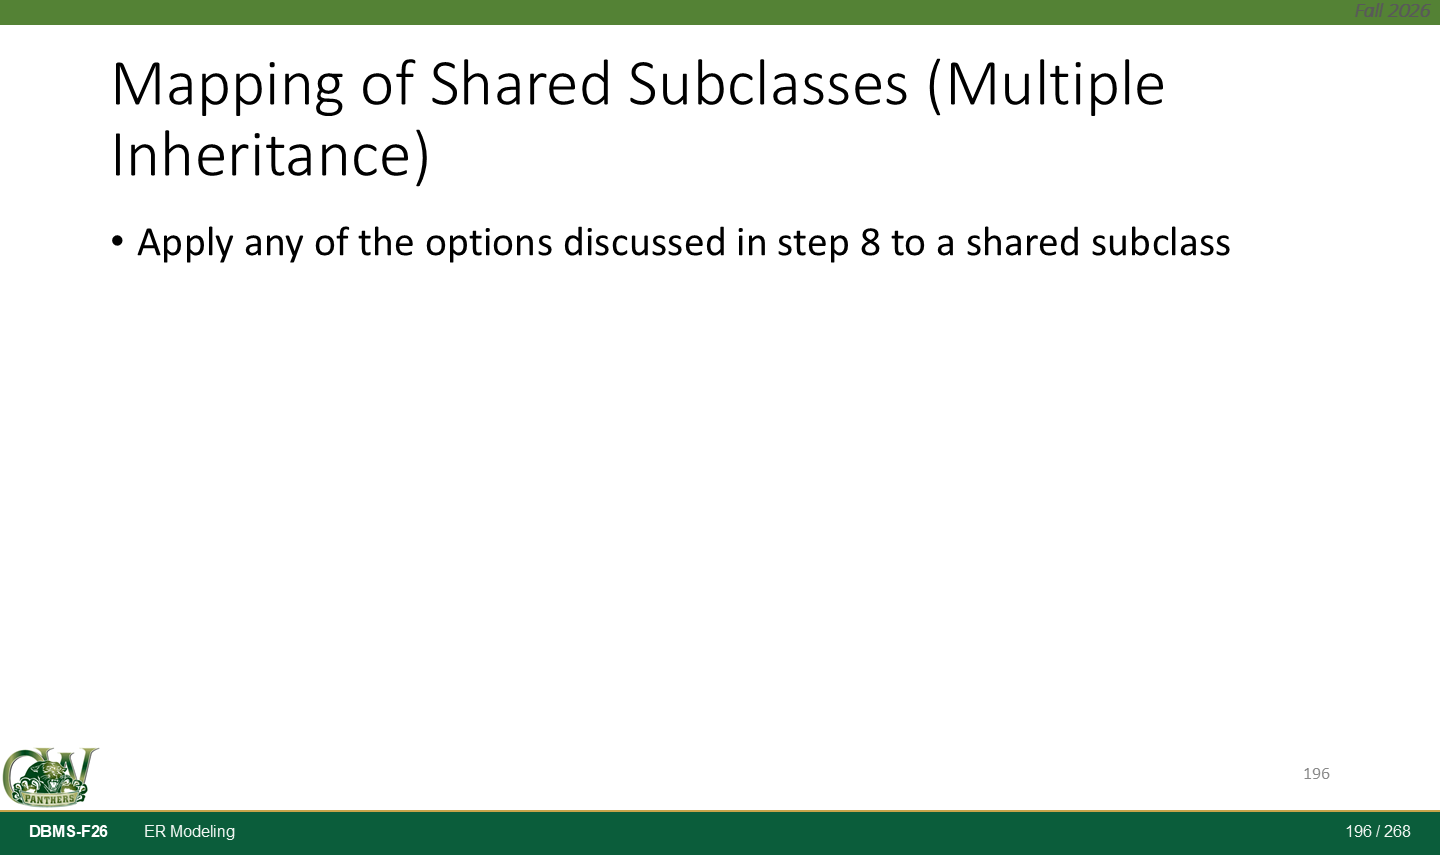 Fall 2026
Mapping of Shared Subclasses (Multiple
Inheritance)
• Apply any of the options discussed in step 8 to a shared subclass
OW
PANTHERS
196
DBMS-F26 ER Modeling 196 / 268